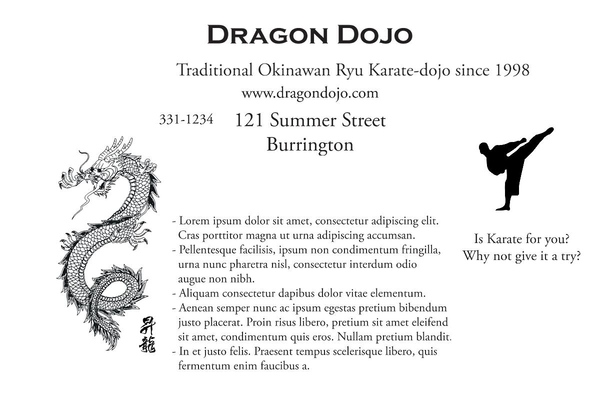 DRAGON DOJO
Traditional Okinawan Ryu Karate-dojo since 1998
www.dragondojo.com
331-1234
121 Summer Street
Burrington
- Lorem ipsum dolor sit amet, consectetur adipiscing elit.
Cras porttitor magna ut urna adipiscing accumsan.
- Pellentesque facilisis, ipsum non condimentum fringilla,
urna nunc pharetra nisl, consectetur interdum odio
augue non nibh.
- Aliquam consectetur dapibus dolor vitae elementum.
- Aenean semper nunc ac ipsum egestas pretium bibendum
justo placerat. Proin risus libero, pretium sit amet eleifend
sit amet, condimentum quis eros. Nullam pretium blandit.
- In et justo felis. Praesent tempus scelerisque libero, quis
fermentum enim faucibus a.
昇龍
Is Karate for you?
Why not give it a try?